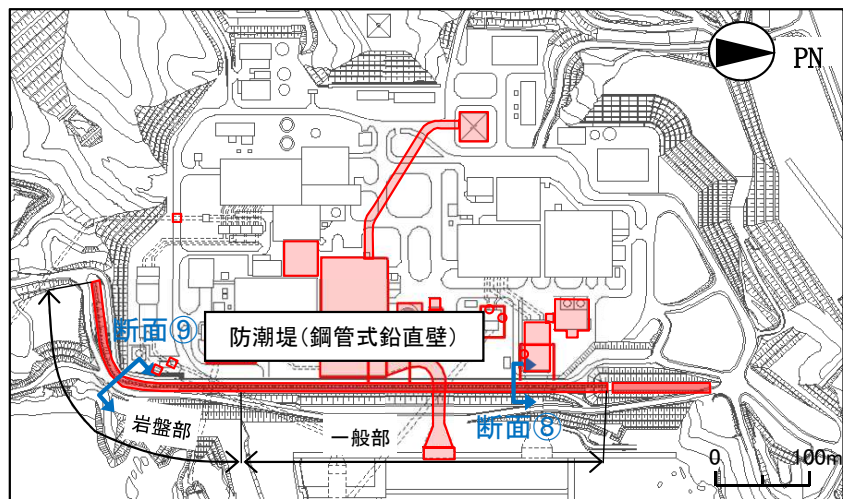 PN
断面⑨
防潮堤(鋼管式鉛直壁)
岩盤部
一般部
断面⑧
0 100m